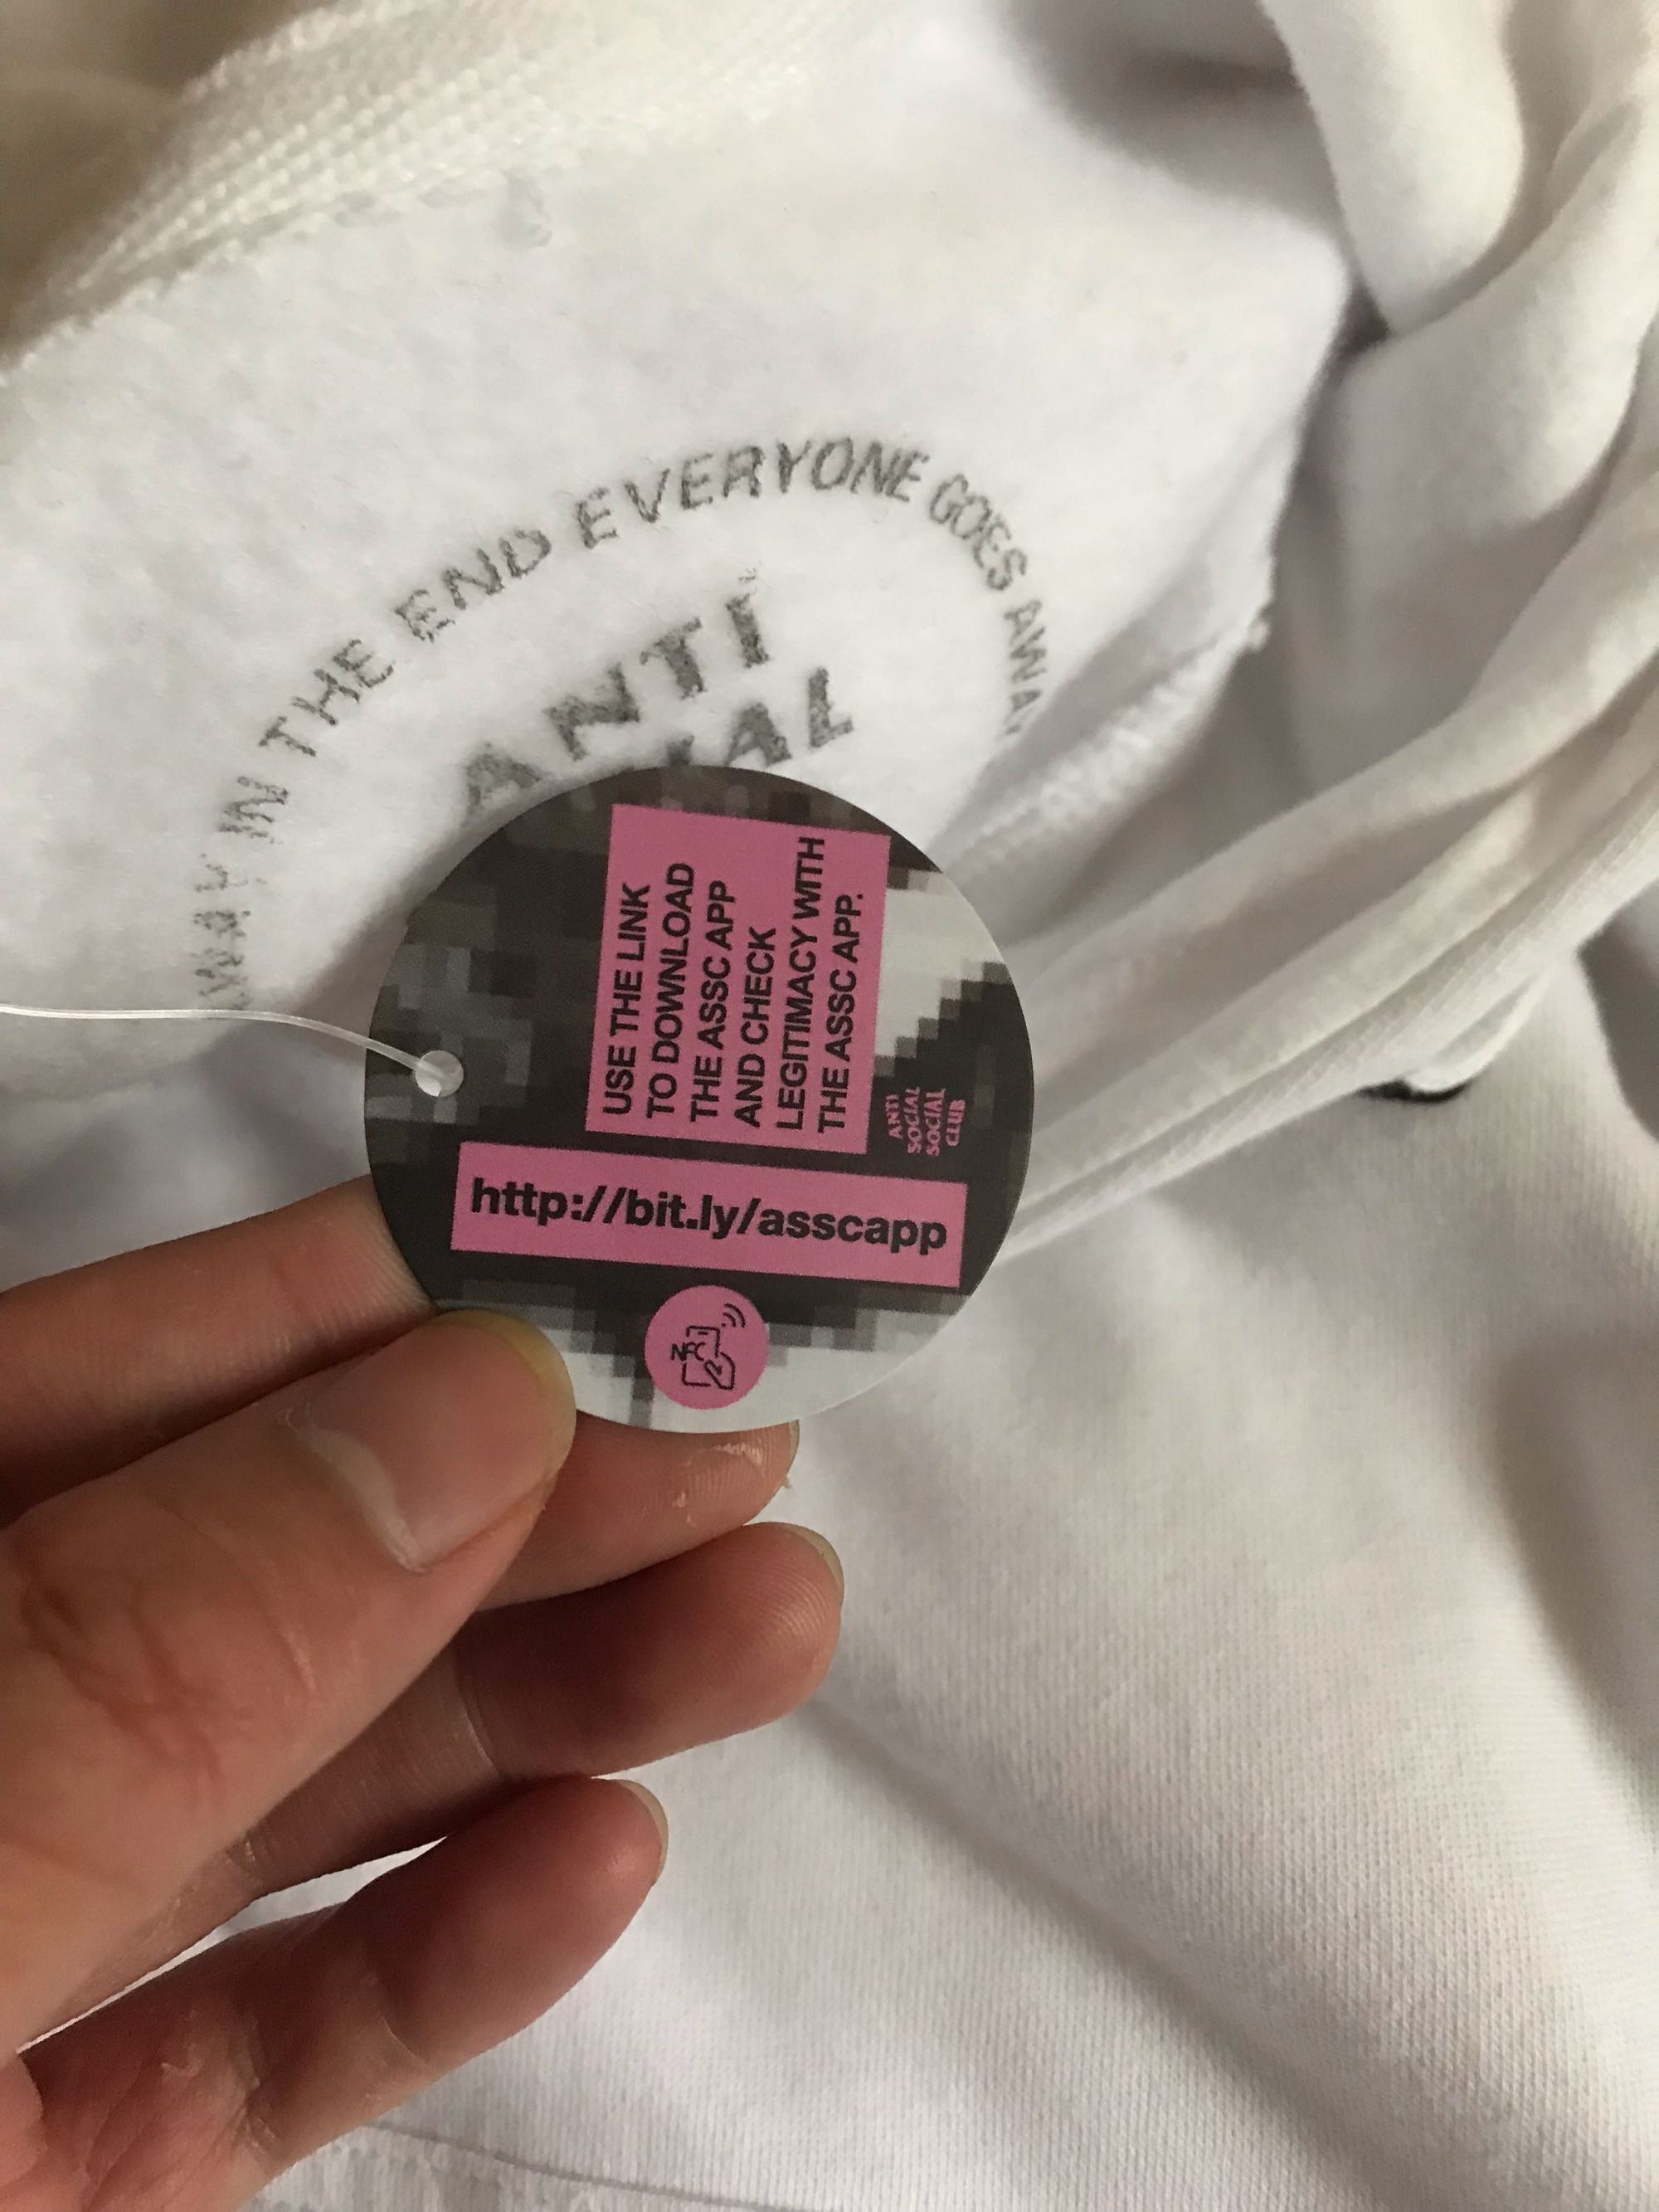 IN THE END EVERYONE GOES
ANTI
USE THE LINK
TO DOWNLOAD
THE ASSC APP
AND CHECK
LEGITIMACY WITH
THE ASSC APP.
ANTI
SOCIAL
SOCIAL
CLUB
http://bit.ly/asscapp
NFC